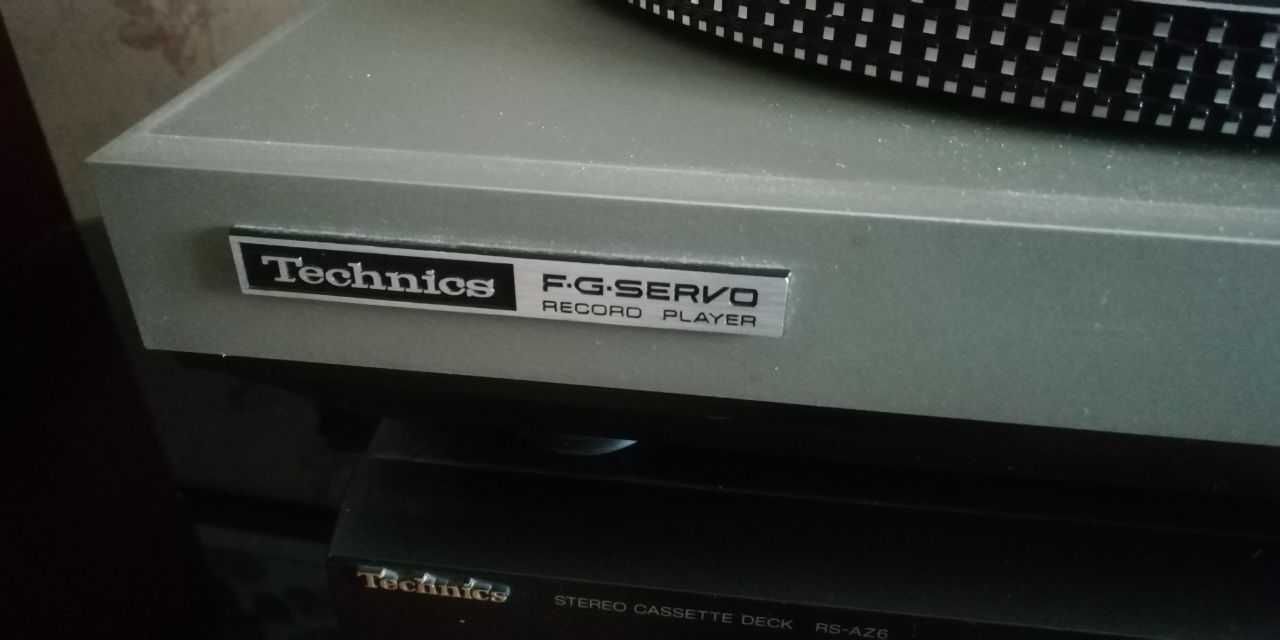 Technics
F·G·SERVO
RECORD PLAYER
Technics
STEREO CASSETTE DECK RS-AZ6